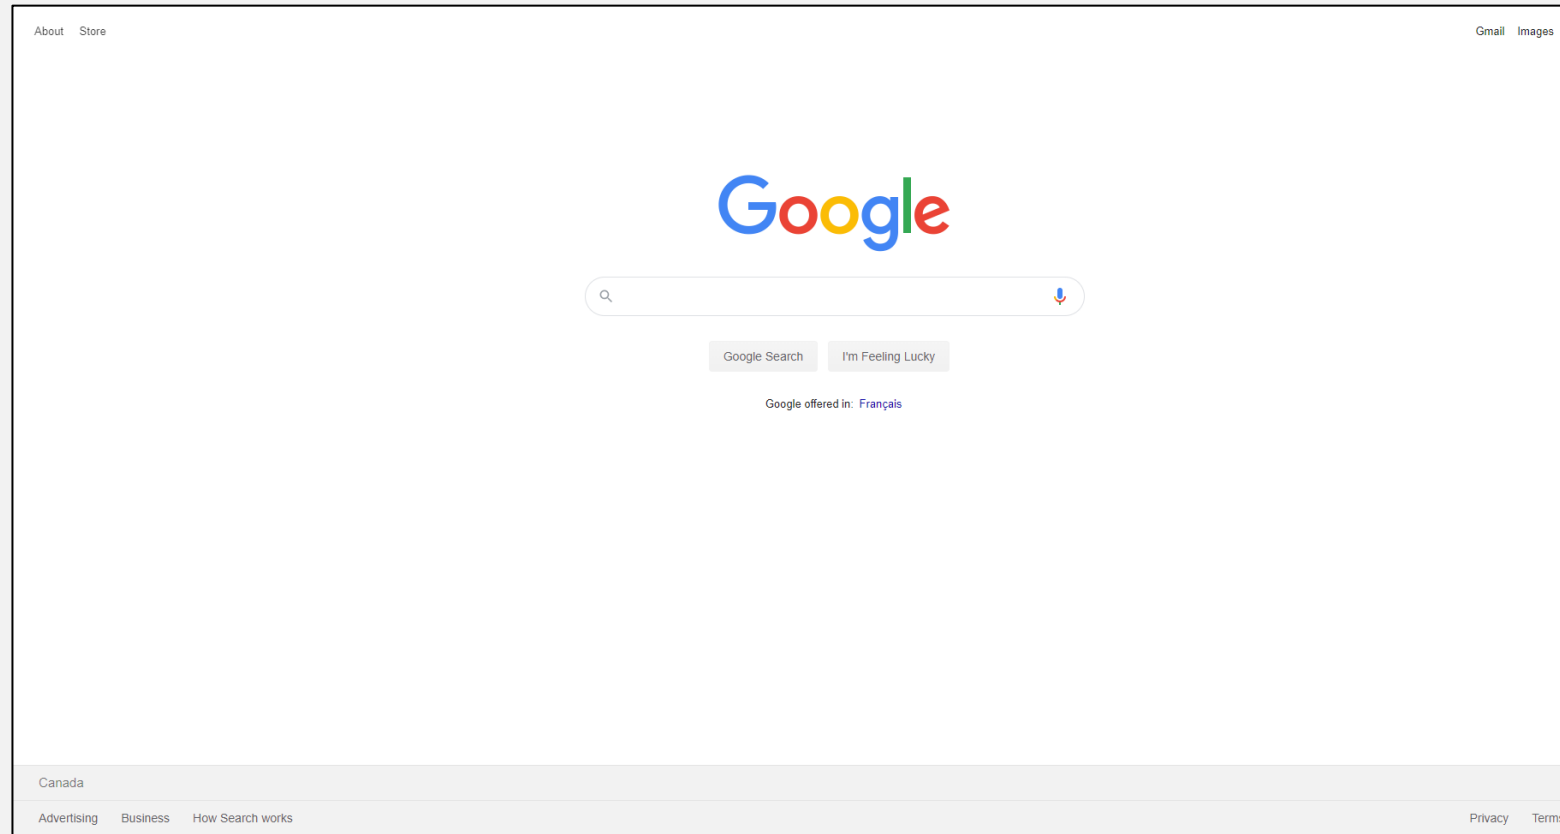 About Store Gmail Images
Google
Google Search I'm Feeling Lucky
Google offered in: Français
Canada
Advertising Business How Search works Privacy Terms